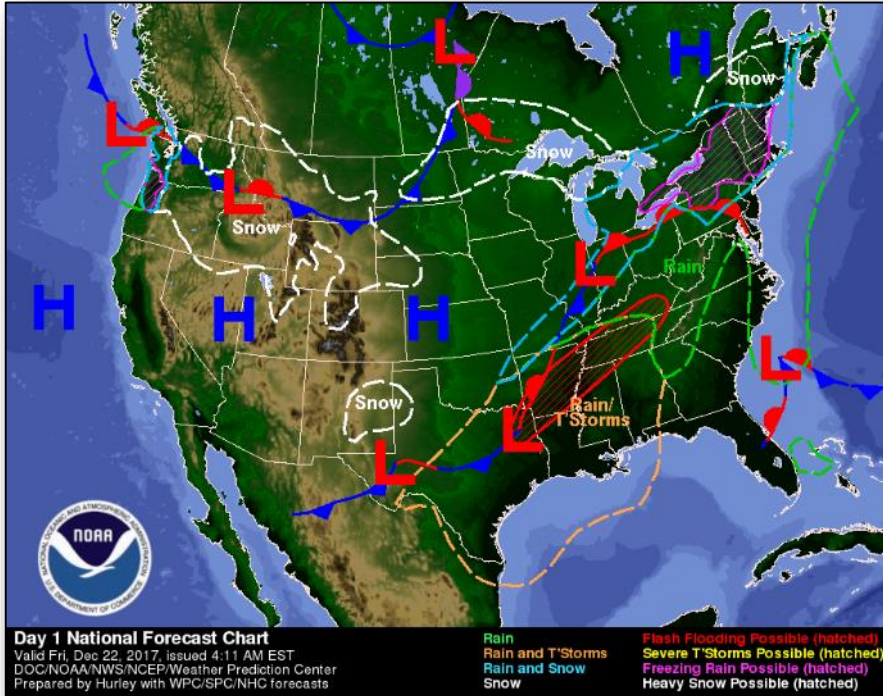 L
H
Snow
L
Snow
L
Snow
Rain
L
H
H
H
L
Snow
Rain/
T'Storms
L
L
NATIONAL OCEANIC AND ATMOSPHERIC ADMINISTRATION
NOAA
U.S. DEPARTMENT OF COMMERCE
Day 1 National Forecast Chart
Valid Fri, Dec 22, 2017, issued 4:11 AM EST
DOC/NOAA/NWS/NCEP/Weather Prediction Center
Prepared by Hurley with WPC/SPC/NHC forecasts
Rain
Rain and T'Storms
Rain and Snow
Snow
Flash Flooding Possible (hatched)
Severe T'Storms Possible (hatched)
Freezing Rain Possible (hatched)
Heavy Snow Possible (hatched)